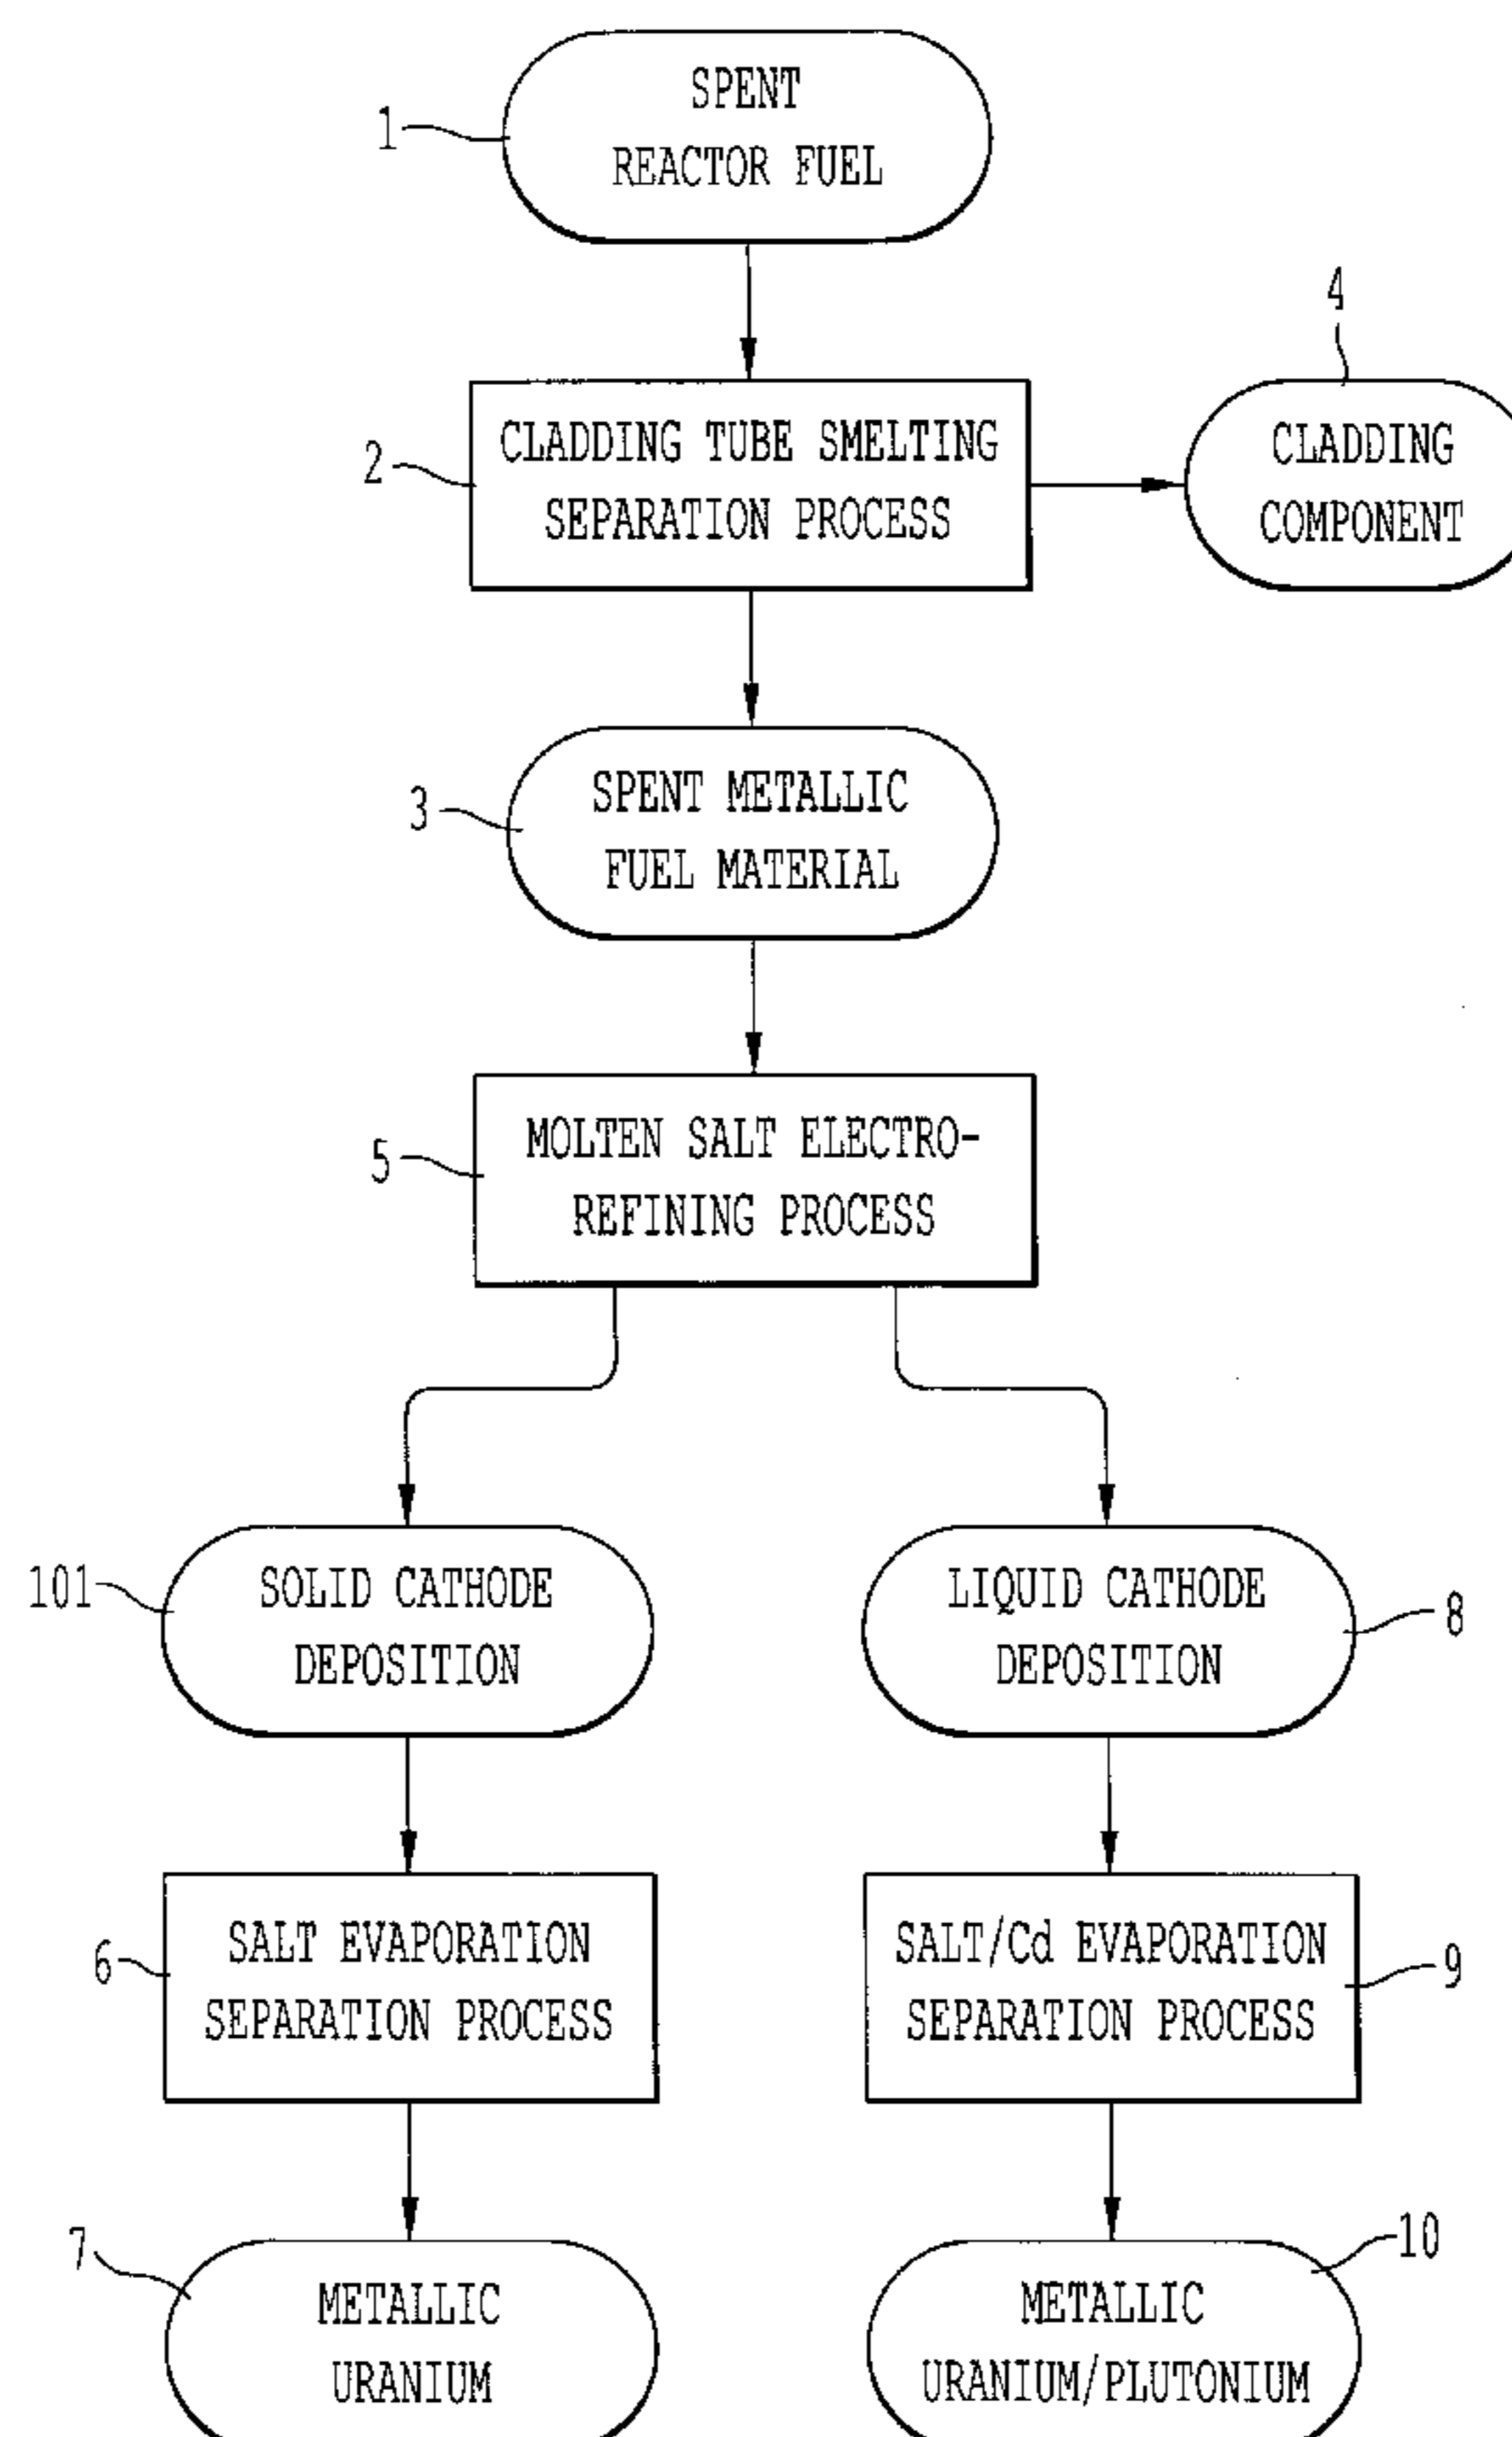 1
SPENT
REACTOR FUEL
2
CLADDING TUBE SMELTING
SEPARATION PROCESS
4
CLADDING
COMPONENT
3
SPENT METALLIC
FUEL MATERIAL
5
MOLTEN SALT ELECTRO-
REFINING PROCESS
101
SOLID CATHODE
DEPOSITION
LIQUID CATHODE
DEPOSITION
8
6
SALT EVAPORATION
SEPARATION PROCESS
SALT/Cd EVAPORATION
SEPARATION PROCESS
9
7
METALLIC
URANIUM
10
METALLIC
URANIUM/PLUTONIUM